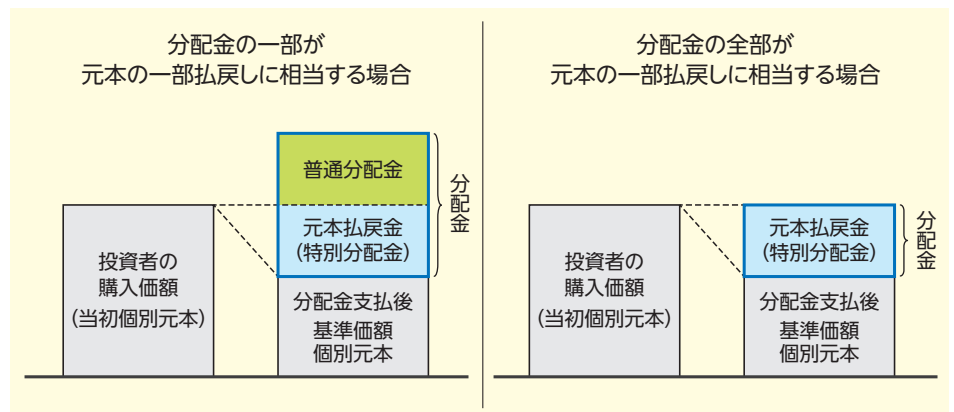 分配金の一部が
元本の一部払戻しに相当する場合
普通分配金
元本払戻金
(特別分配金)
分配金
投資者の
購入価額
(当初個別元本)
分配金支払後
基準価額
個別元本
分配金の全部が
元本の一部払戻しに相当する場合
元本払戻金
(特別分配金)
分配金
投資者の
購入価額
(当初個別元本)
分配金支払後
基準価額
個別元本